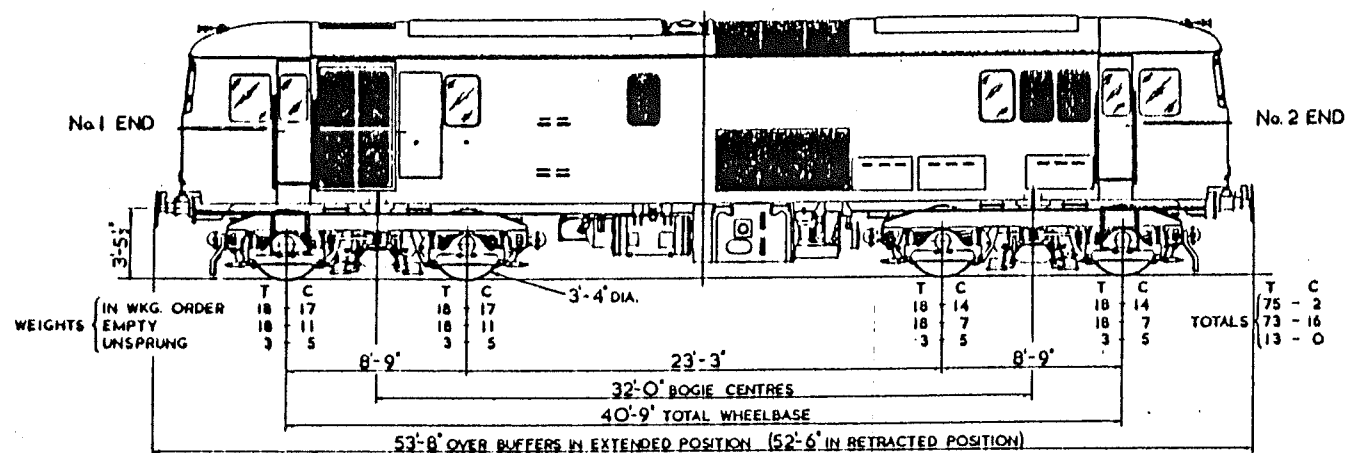 No.1 END
No. 2 END
3'-5½"
3'-4" DIA.
T C T C T C T C T C
WEIGHTS { IN WKG. ORDER 18 - 17 18 - 17 18 - 14 18 - 14 TOTALS { 75 - 2
EMPTY 18 - 11 18 - 11 18 - 7 18 - 7 73 - 16
UNSPRUNG 3 - 5 3 - 5 3 - 5 3 - 5 13 - 0
8'-9" 23'-3" 8'-9"
32'-0" BOGIE CENTRES
40'-9" TOTAL WHEELBASE
53'-8" OVER BUFFERS IN EXTENDED POSITION (52'-6" IN RETRACTED POSITION)